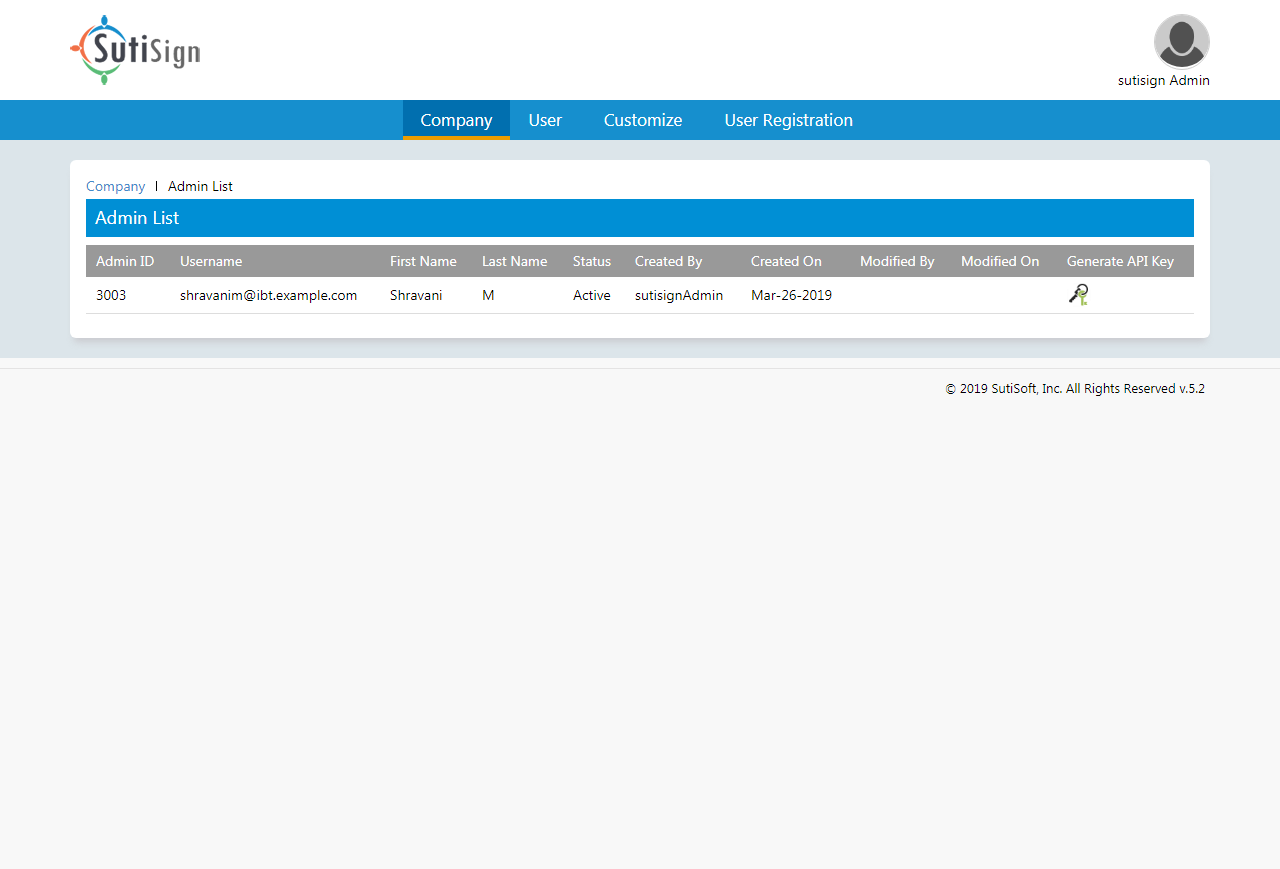 SutiSign
sutisign Admin
Company User Customize User Registration
Company | Admin List
Admin List
Admin ID Username First Name Last Name Status Created By Created On Modified By Modified On Generate API Key
3003 shravanim@ibt.example.com Shravani M Active sutisignAdmin Mar-26-2019
© 2019 SutiSoft, Inc. All Rights Reserved v.5.2